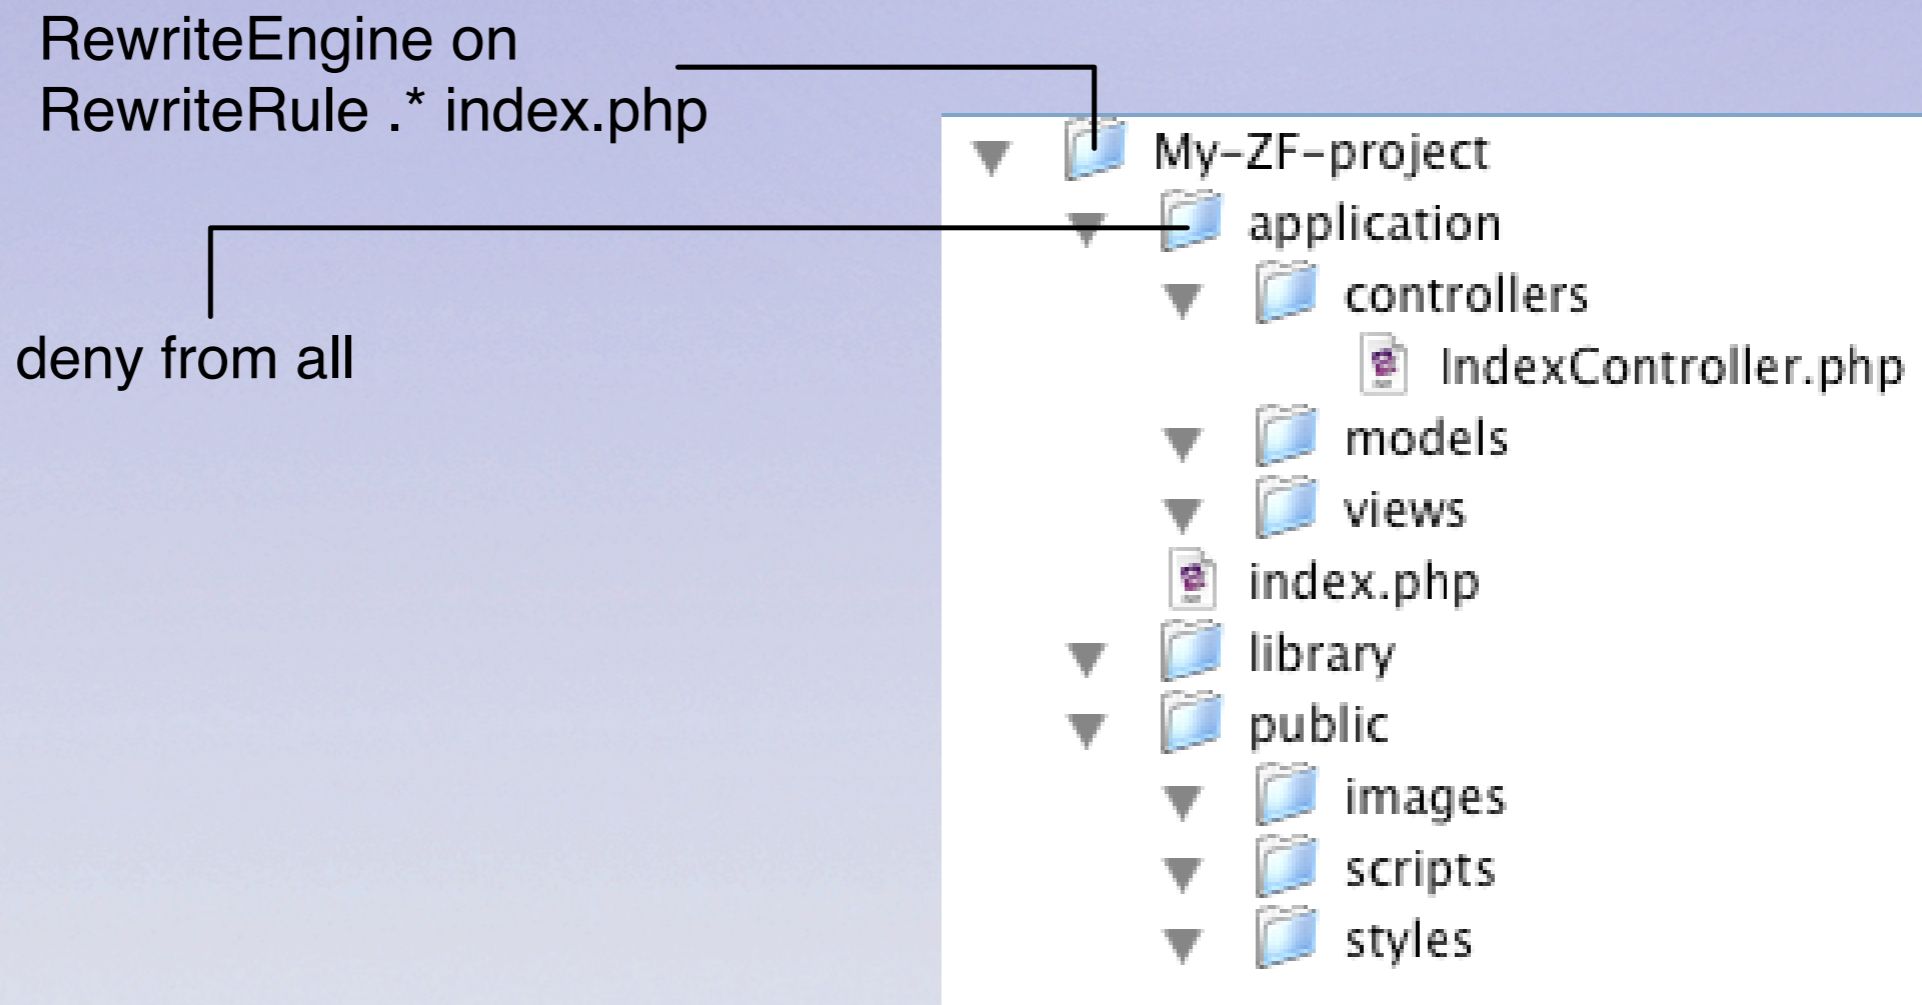 RewriteEngine on
RewriteRule .* index.php
My-ZF-project
application
deny from all
controllers
IndexController.php
models
views
index.php
library
public
images
scripts
styles